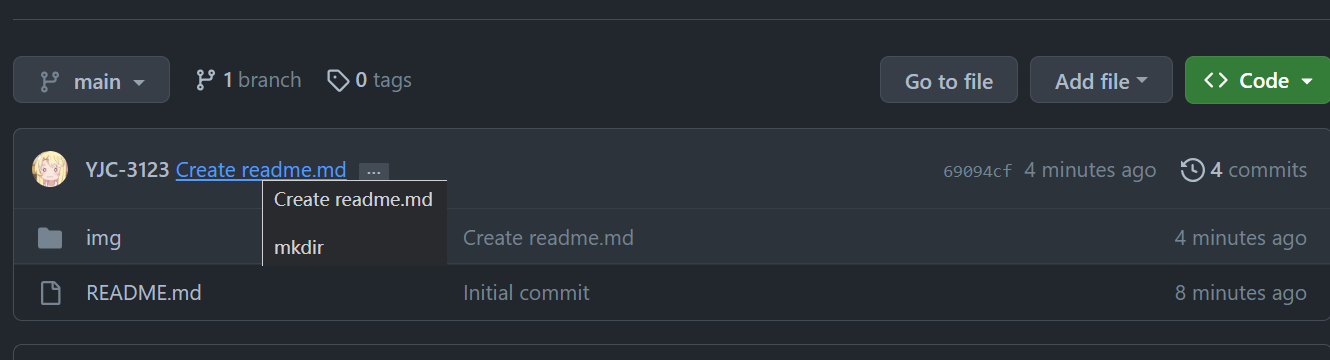 main 1 branch 0 tags Go to file Add file <> Code
YJC-3123 Create readme.md ... 69094cf 4 minutes ago 4 commits
Create readme.md
mkdir
img Create readme.md 4 minutes ago
README.md Initial commit 8 minutes ago